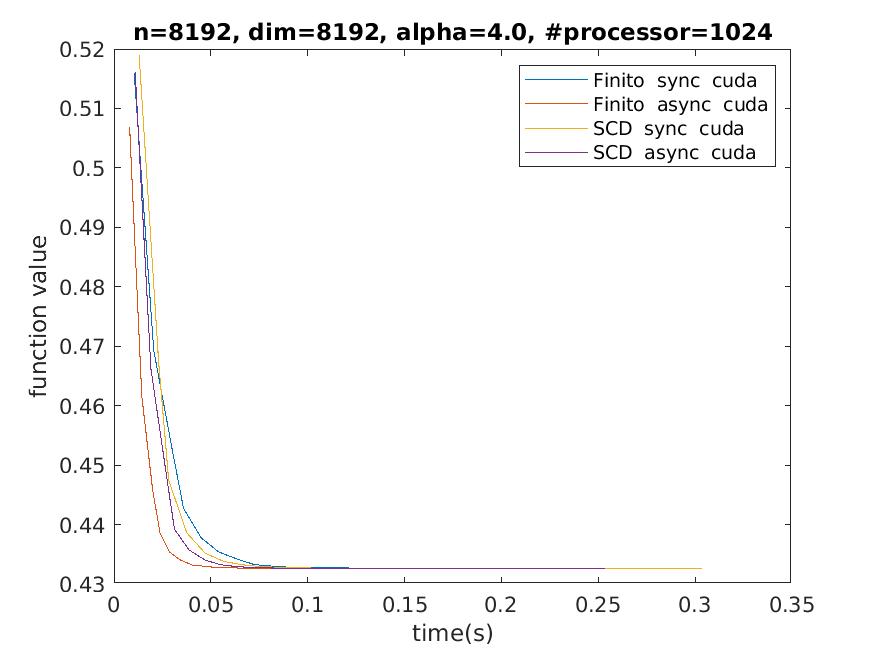 n=8192, dim=8192, alpha=4.0, #processor=1024
0.52
0.51
0.5
0.49
0.48
0.47
0.46
0.45
0.44
0.43
function value
Finito sync cuda
Finito async cuda
SCD sync cuda
SCD async cuda
0
0.05
0.1
0.15
0.2
0.25
0.3
0.35
time(s)